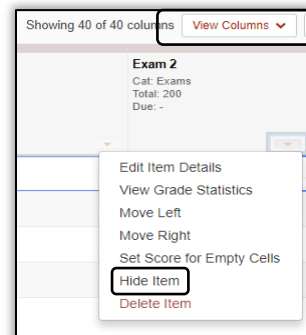 Showing 40 of 40 columns View Columns
Exam 2
Cat: Exams
Total: 200
Due: -
Edit Item Details
View Grade Statistics
Move Left
Move Right
Set Score for Empty Cells
Hide Item
Delete Item